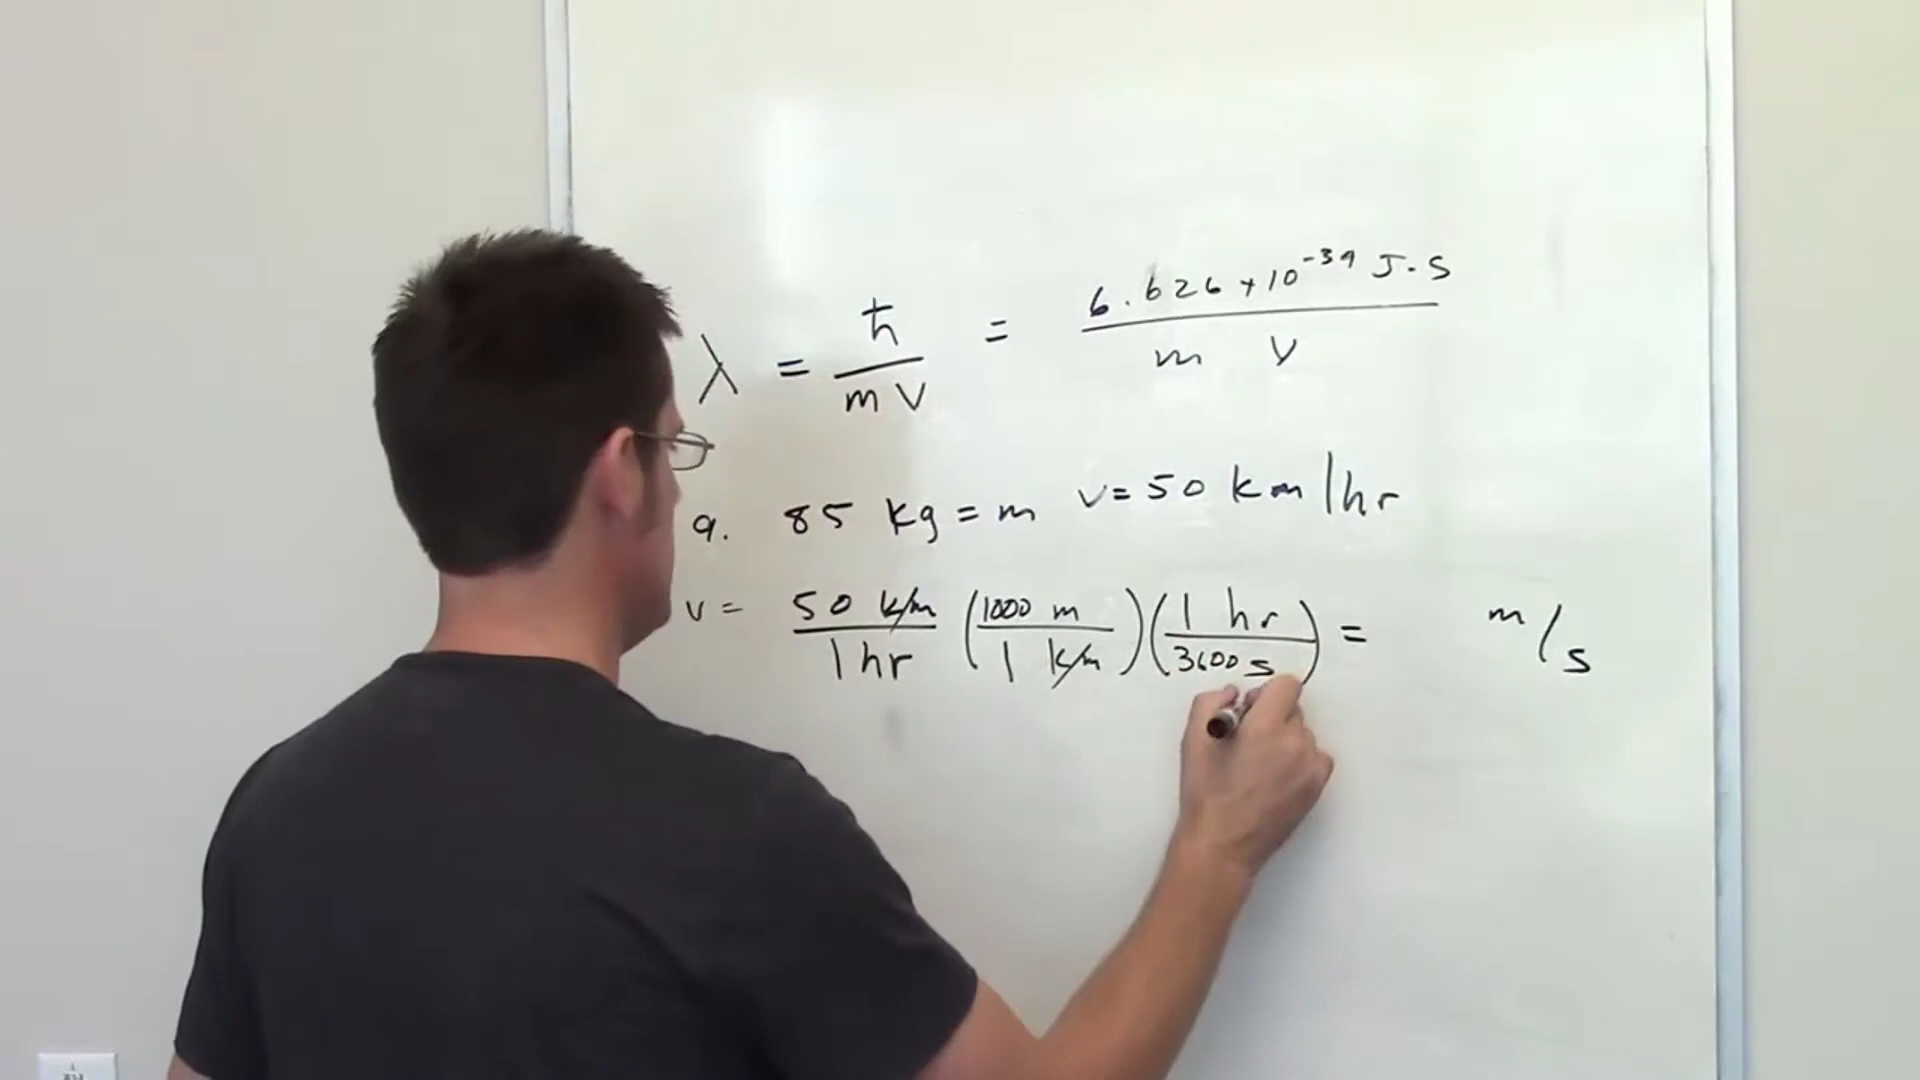 λ = ħ / m v = 6.626 × 10⁻³⁴ J·s / m v
a. 85 kg = m v = 50 km/hr
v = 50 km / 1 hr (1000 m / 1 km) (1 hr / 3600 s) = m/s